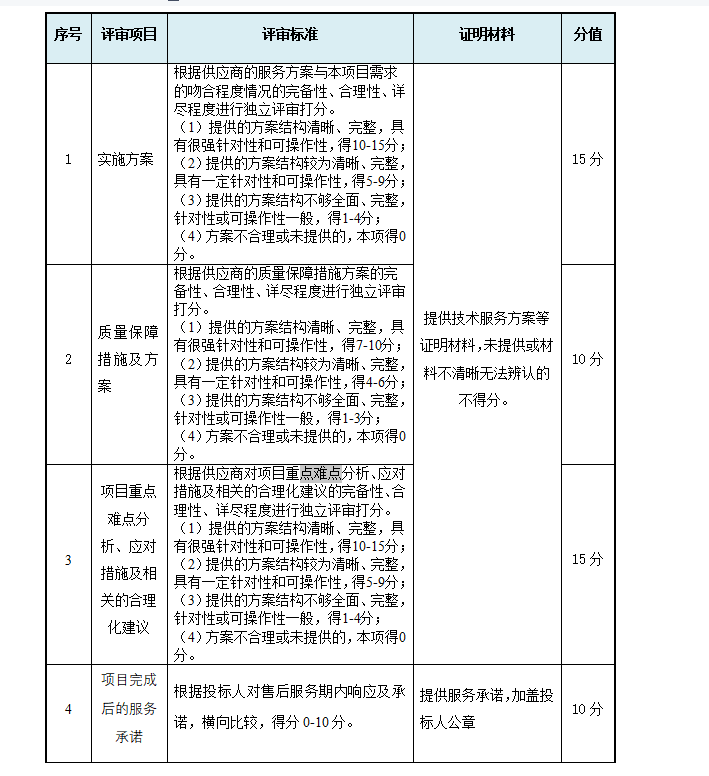 序号 评审项目 评审标准 证明材料 分值
1
实施方案
根据供应商的服务方案与本项目需求
的吻合程度情况的完备性、合理性、详
尽程度进行独立评审打分。
（1）提供的方案结构清晰、完整，具
有很强针对性和可操作性，得10-15分；
（2）提供的方案结构较为清晰、完整，
具有一定针对性和可操作性，得5-9分；
（3）提供的方案结构不够全面、完整，
针对性或可操作性一般，得1-4分；
（4）方案不合理或未提供的，本项得0
分。
15 分
2
质量保障
措施及方
案
根据供应商的质量保障措施方案的完
备性、合理性、详尽程度进行独立评审
打分。
（1）提供的方案结构清晰、完整，具
有很强针对性和可操作性，得7-10分；
（2）提供的方案结构较为清晰、完整，
具有一定针对性和可操作性，得4-6分；
（3）提供的方案结构不够全面、完整，
针对性或可操作性一般，得1-3分；
（4）方案不合理或未提供的，本项得0
分。
提供技术服务方案等
证明材料，未提供或材
料不清晰无法辨认的
不得分。
10 分
3
项目重点
难点分
析、应对
措施及相
关的合理
化建议
根据供应商对项目重点难点分析、应对
措施及相关的合理化建议的完备性、合
理性、详尽程度进行独立评审打分。
（1）提供的方案结构清晰、完整，具
有很强针对性和可操作性，得10-15分；
（2）提供的方案结构较为清晰、完整，
具有一定针对性和可操作性，得5-9分；
（3）提供的方案结构不够全面、完整，
针对性或可操作性一般，得1-4分；
（4）方案不合理或未提供的，本项得0
分。
15 分
4
项目完成
后的服务
承诺
根据投标人对售后服务期内响应及承
诺，横向比较，得分 0-10 分。
提供服务承诺，加盖投
标人公章
10 分